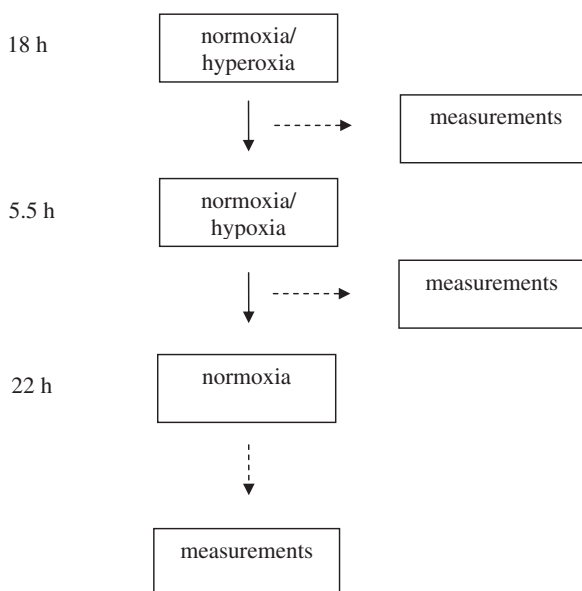 18 h
normoxia/
hyperoxia
measurements
5.5 h
normoxia/
hypoxia
measurements
22 h
normoxia
measurements